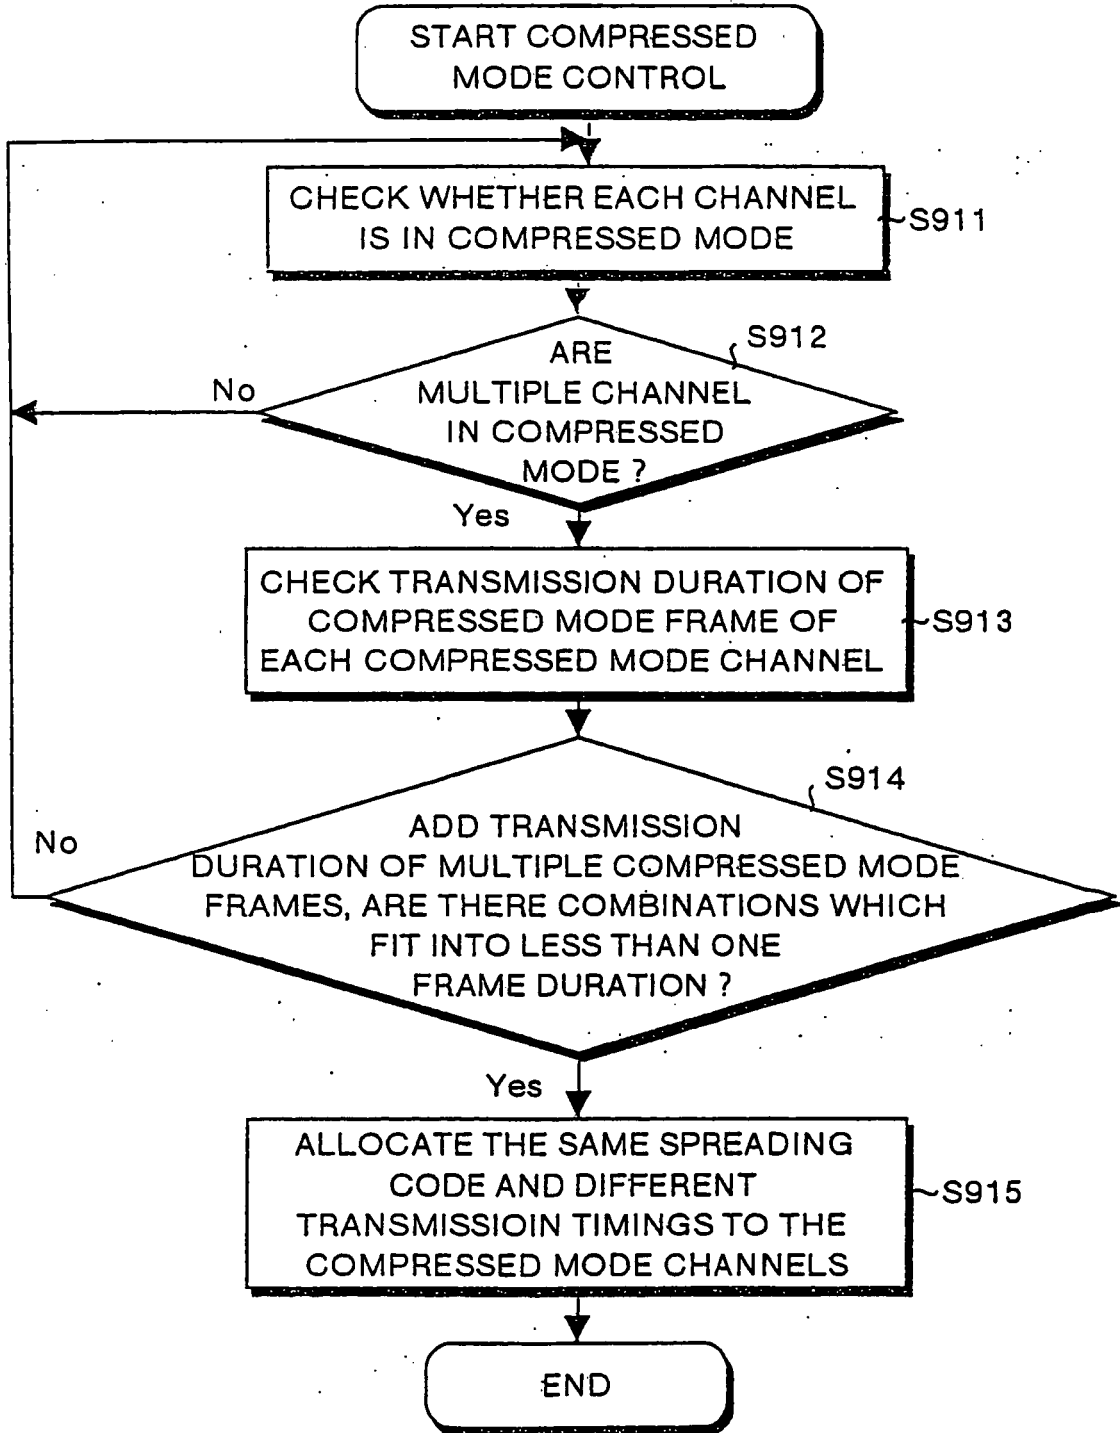 START COMPRESSED
MODE CONTROL
CHECK WHETHER EACH CHANNEL
IS IN COMPRESSED MODE
S911
S912
ARE
MULTIPLE CHANNEL
IN COMPRESSED
MODE ?
No
Yes
CHECK TRANSMISSION DURATION OF
COMPRESSED MODE FRAME OF
EACH COMPRESSED MODE CHANNEL
S913
S914
ADD TRANSMISSION
DURATION OF MULTIPLE COMPRESSED MODE
FRAMES, ARE THERE COMBINATIONS WHICH
FIT INTO LESS THAN ONE
FRAME DURATION ?
No
Yes
ALLOCATE THE SAME SPREADING
CODE AND DIFFERENT
TRANSMISSIOIN TIMINGS TO THE
COMPRESSED MODE CHANNELS
S915
END